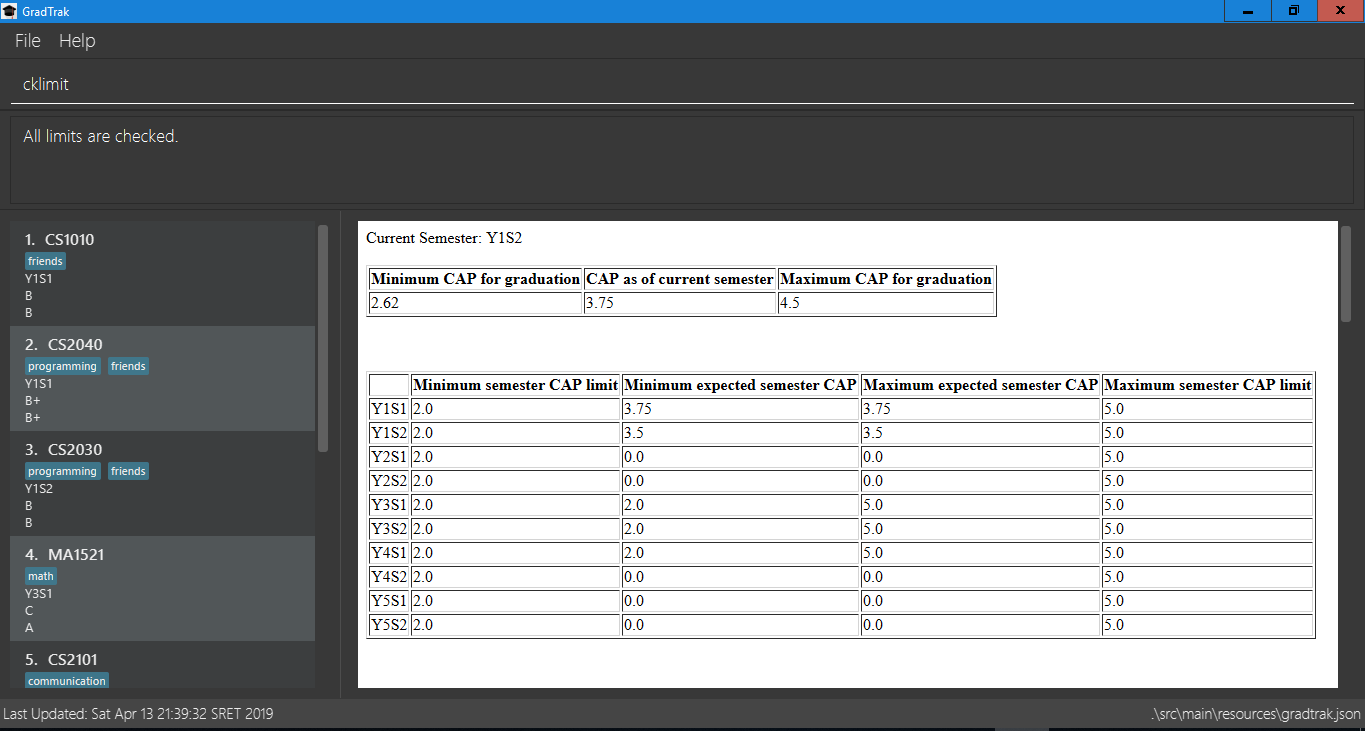 GradTrak
File Help
cklimit
All limits are checked.
1. CS1010
friends
Y1S1
B
B
2. CS2040
programming friends
Y1S1
B+
B+
3. CS2030
programming friends
Y1S2
B
B
4. MA1521
math
Y3S1
C
A
5. CS2101
communication
Current Semester: Y1S2
Minimum CAP for graduation CAP as of current semester Maximum CAP for graduation
2.62 3.75 4.5
Minimum semester CAP limit Minimum expected semester CAP Maximum expected semester CAP Maximum semester CAP limit
Y1S1 2.0 3.75 3.75 5.0
Y1S2 2.0 3.5 3.5 5.0
Y2S1 2.0 0.0 0.0 5.0
Y2S2 2.0 0.0 0.0 5.0
Y3S1 2.0 2.0 5.0 5.0
Y3S2 2.0 2.0 5.0 5.0
Y4S1 2.0 2.0 5.0 5.0
Y4S2 2.0 0.0 0.0 5.0
Y5S1 2.0 0.0 0.0 5.0
Y5S2 2.0 0.0 0.0 5.0
Last Updated: Sat Apr 13 21:39:32 SRET 2019
.\src\main\resources\gradtrak.json